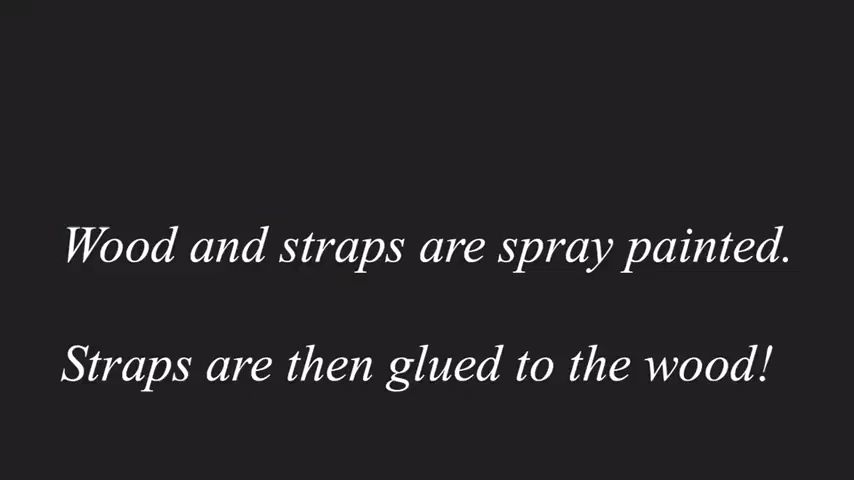 Wood and straps are spray painted.
Straps are then glued to the wood!